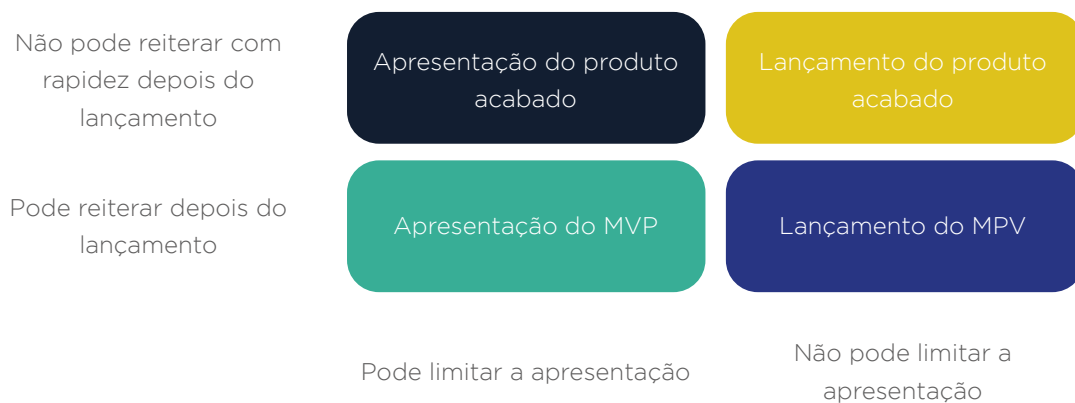 Não pode reiterar com
rapidez depois do
lançamento
Apresentação do produto
acabado
Lançamento do produto
acabado
Pode reiterar depois do
lançamento
Apresentação do MVP
Lançamento do MPV
Pode limitar a apresentação
Não pode limitar a
apresentação